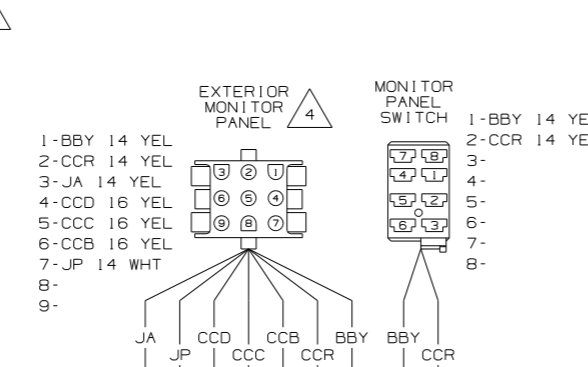 EXTERIOR
MONITOR
PANEL
4
1-BBY 14 YEL
2-CCR 14 YEL
3-JA 14 YEL
4-CCD 16 YEL
5-CCC 16 YEL
6-CCB 16 YEL
7-JP 14 WHT
8-
9-
3 2 1
6 5 4
9 8 7
JA CCD CCB BBY
JP CCC CCR
MONITOR
PANEL
SWITCH
1-BBY 14 YE
2-CCR 14 YE
3-
4-
5-
6-
7-
8-
7 8
4 1
5 2
6 3
BBY
CCR